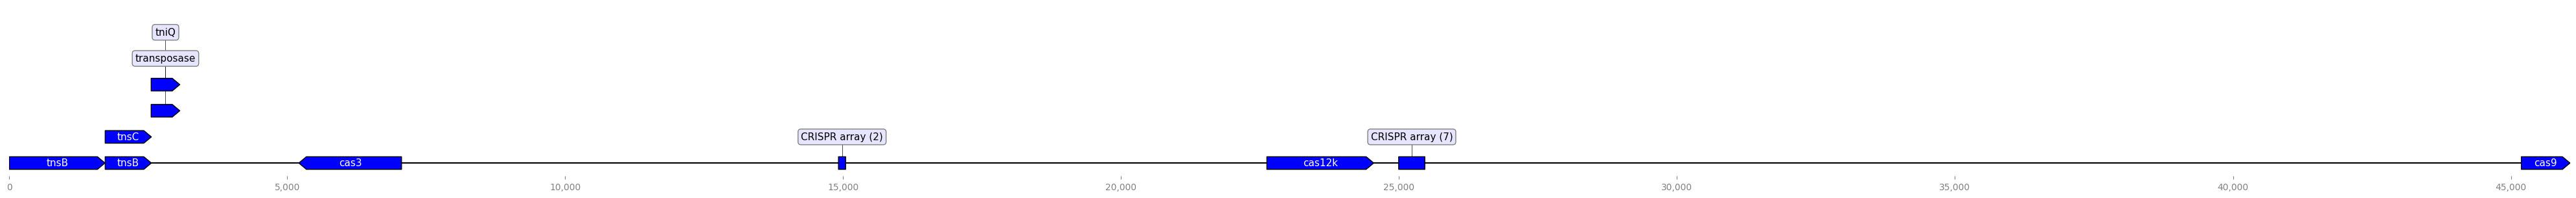 tniQ
transposase
tnsC
CRISPR array (2)
CRISPR array (7)
tnsB
tnsB
cas3
cas12k
cas9
0
5,000
10,000
15,000
20,000
25,000
30,000
35,000
40,000
45,000